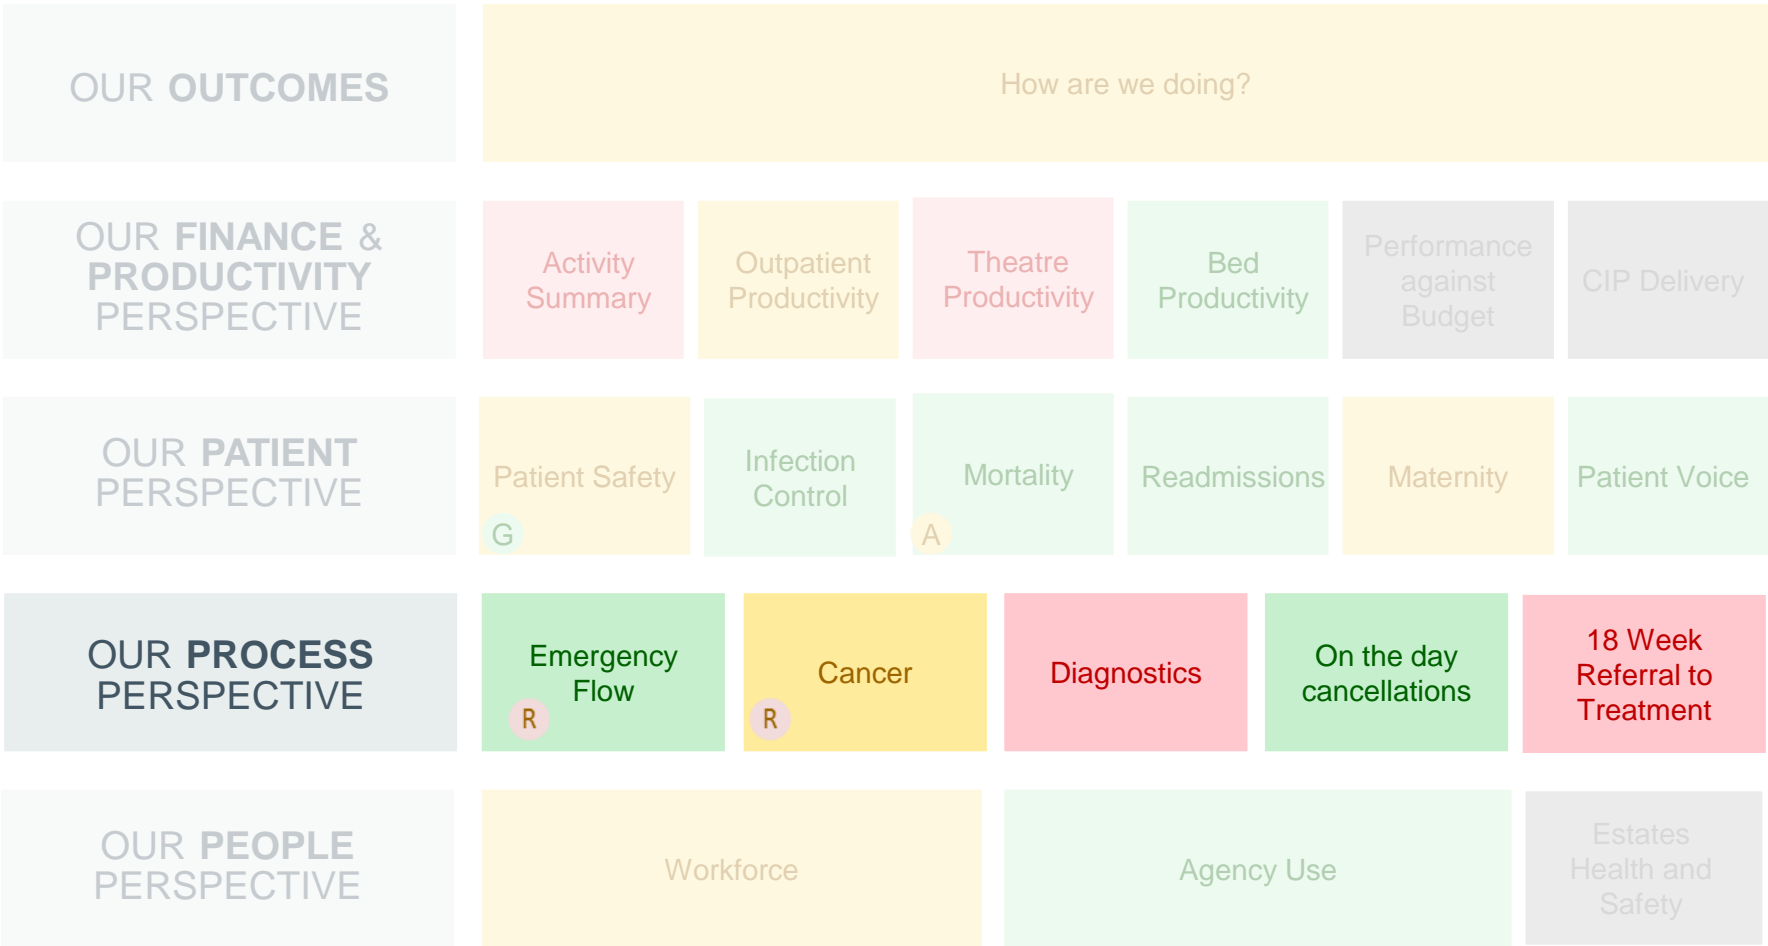 OUR OUTCOMES
How are we doing?
OUR FINANCE &
PRODUCTIVITY
PERSPECTIVE
Activity
Summary
Outpatient
Productivity
Theatre
Productivity
Bed
Productivity
Performance
against
Budget
CIP Delivery
OUR PATIENT
PERSPECTIVE
Patient Safety
G
Infection
Control
Mortality
A
Readmissions
Maternity
Patient Voice
OUR PROCESS
PERSPECTIVE
Emergency
Flow
R
Cancer
R
Diagnostics
On the day
cancellations
18 Week
Referral to
Treatment
OUR PEOPLE
PERSPECTIVE
Workforce
Agency Use
Estates
Health and
Safety